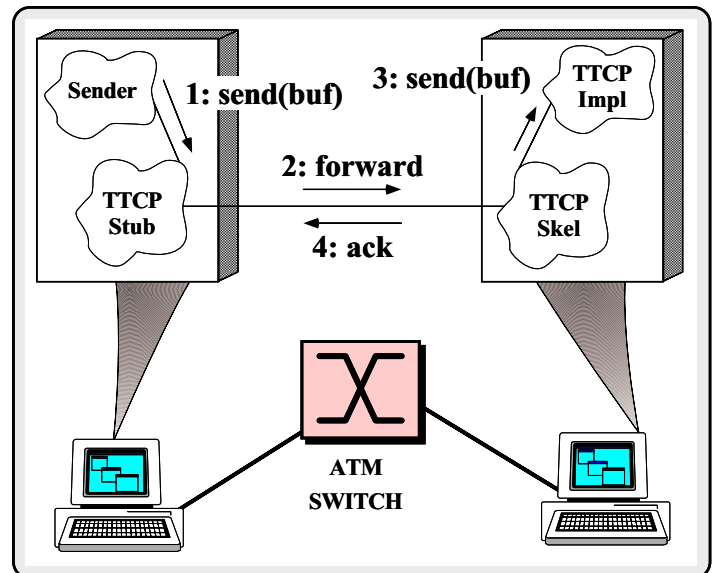 Sender
1: send(buf)
TTCP
Stub
2: forward
4: ack
3: send(buf)
TTCP
Impl
TTCP
Skel
ATM
SWITCH